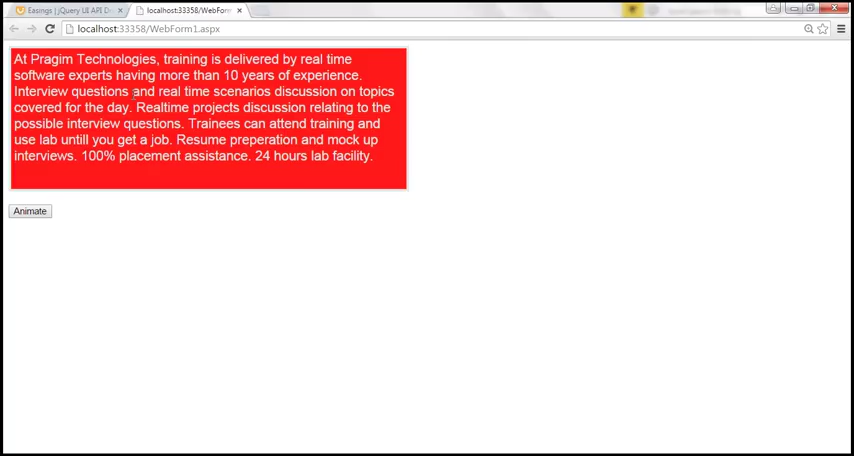 Easings | jQuery UI API D
localhost:33358/WebForm
localhost:33358/WebForm1.aspx
At Pragim Technologies, training is delivered by real time
software experts having more than 10 years of experience.
Interview questions and real time scenarios discussion on topics
covered for the day. Realtime projects discussion relating to the
possible interview questions. Trainees can attend training and
use lab untill you get a job. Resume preperation and mock up
interviews. 100% placement assistance. 24 hours lab facility.
Animate